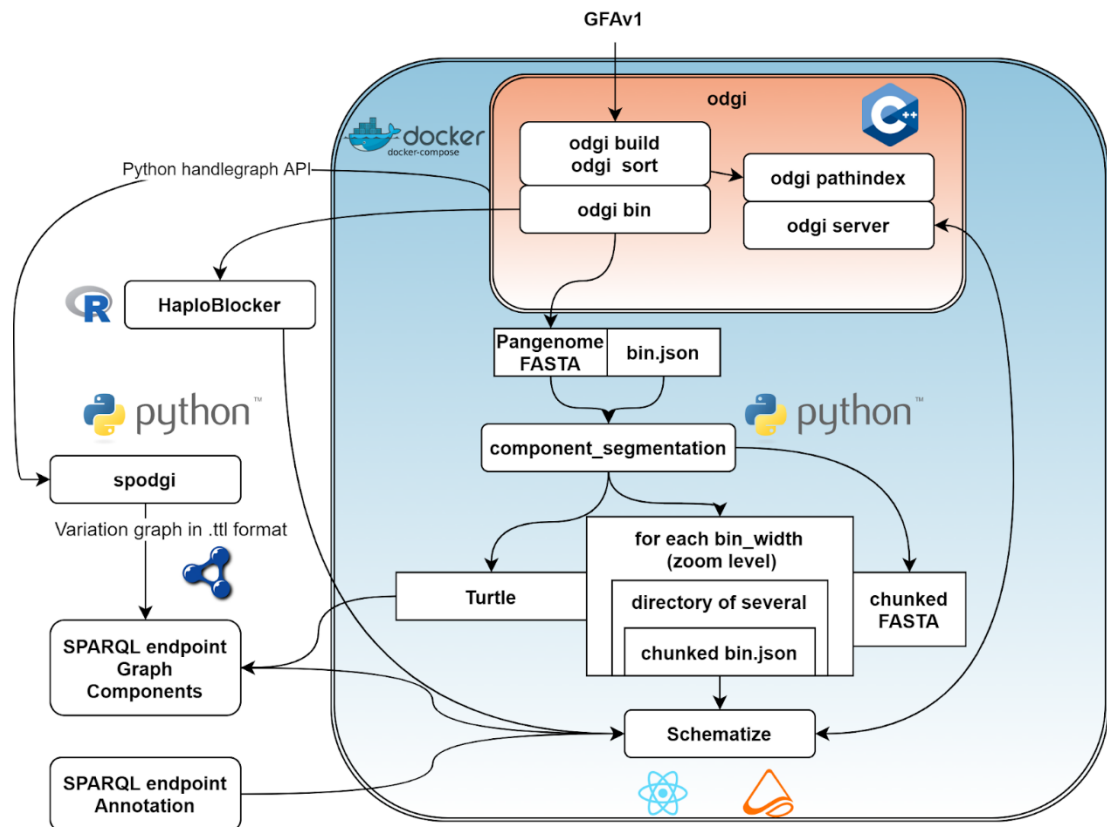 GFAv1
odgi
C++
docker
docker-compose
odgi build
odgi sort
Python handlegraph API
odgi pathindex
odgi bin
odgi server
R
HaploBlocker
Pangenome
FASTA
bin.json
python™
python™
component_segmentation
spodgi
Variation graph in .ttl format
for each bin_width
(zoom level)
Turtle
directory of several
chunked
FASTA
chunked bin.json
SPARQL endpoint
Graph
Components
Schematize
SPARQL endpoint
Annotation